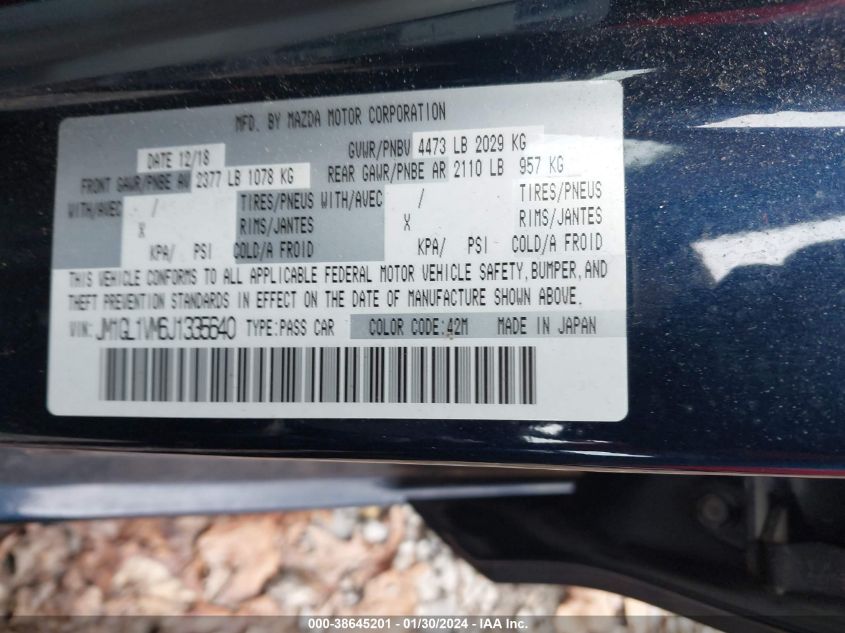 MFD. BY MAZDA MOTOR CORPORATION
DATE 12/18 GVWR/PNBV 4473 LB 2029 KG
FRONT GAWR/PNBE AV 2377 LB 1078 KG REAR GAWR/PNBE AR 2110 LB 957 KG
WITH/AVEC / TIRES/PNEUS WITH/AVEC / TIRES/PNEUS
X RIMS/JANTES X RIMS/JANTES
KPA/ PSI COLD/A FROID KPA/ PSI COLD/A FROID
THIS VEHICLE CONFORMS TO ALL APPLICABLE FEDERAL MOTOR VEHICLE SAFETY, BUMPER, AND
THEFT PREVENTION STANDARDS IN EFFECT ON THE DATE OF MANUFACTURE SHOWN ABOVE.
VIN: JM1GL1VM5J1335640 TYPE:PASS CAR COLOR CODE:42M MADE IN JAPAN
000-38645201 - 01/30/2024 - IAA Inc.